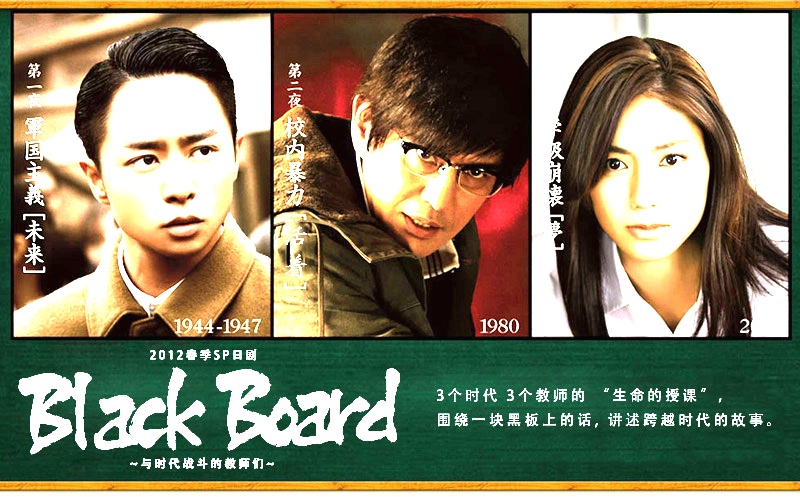 第一夜
軍国主義［未来］
1944-1947
第二夜
校内暴力
1980
級崩壊
2012春季SP日剧
Black Board
~与时代战斗的教师们~
3个时代 3个教师的 “生命的授课”，
围绕一块黑板上的话, 讲述跨越时代的故事。